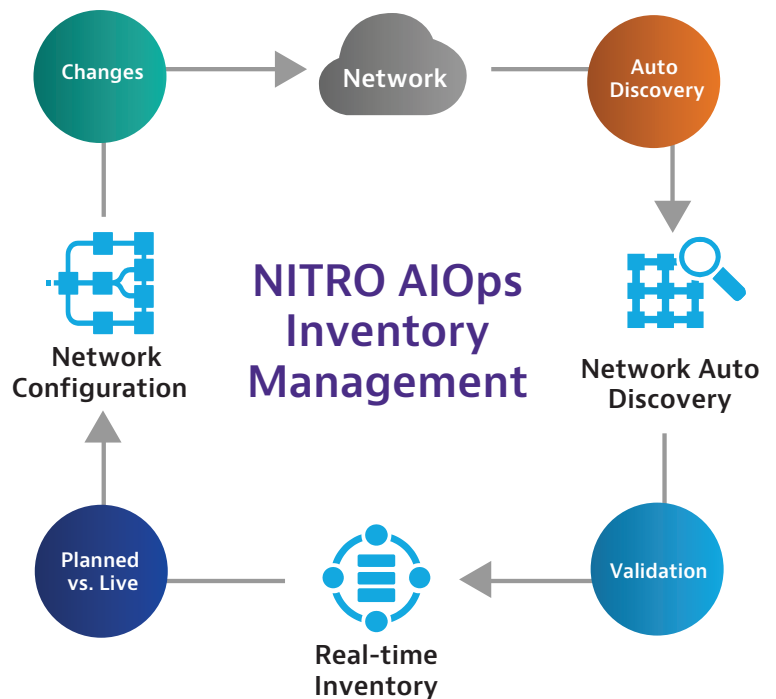 Changes
Network
Auto
Discovery
NITRO AIOps
Inventory
Management
Network
Configuration
Network Auto
Discovery
Planned
vs. Live
Validation
Real-time
Inventory